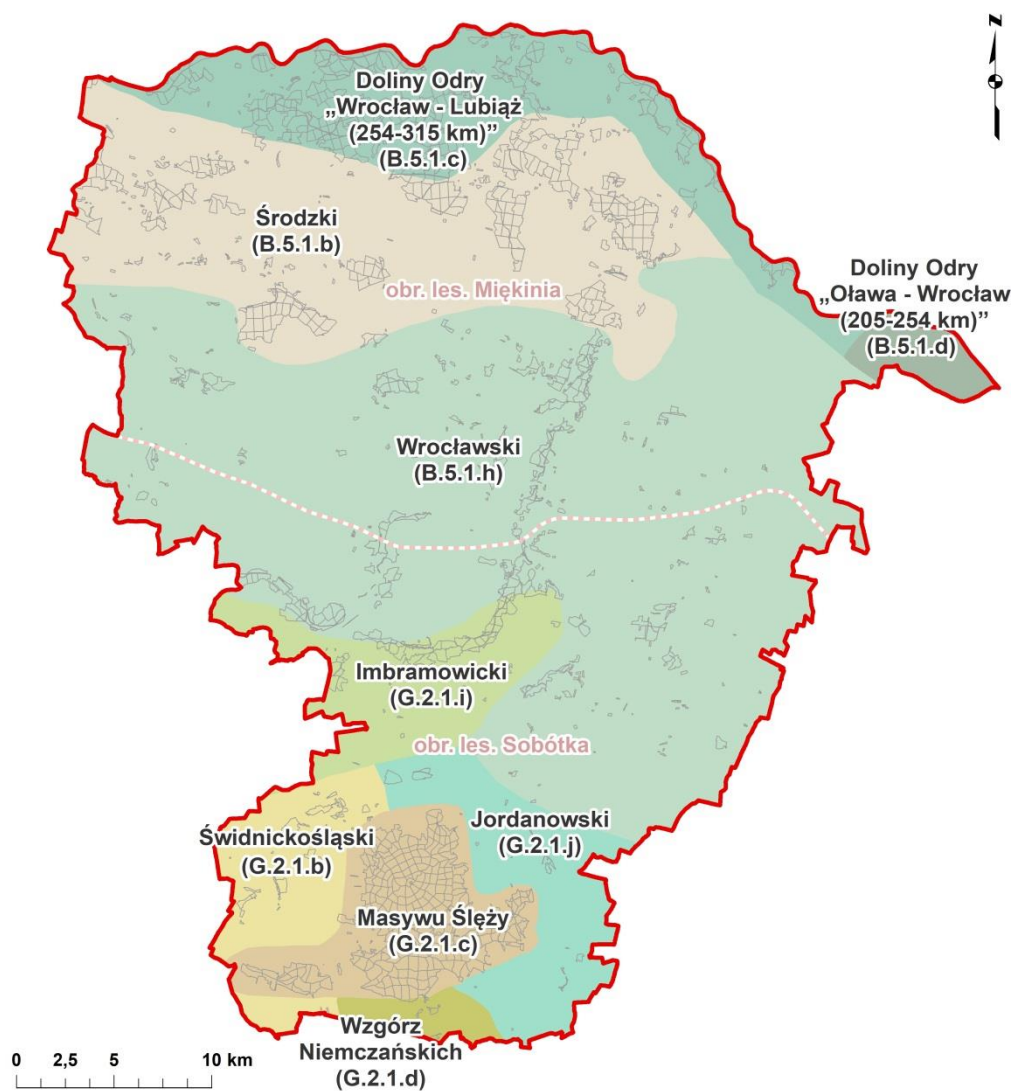 N
Doliny Odry
„Wrocław - Lubiąż
(254-315 km)”
(B.5.1.c)
Środzki
(B.5.1.b)
obr. les. Miękinia
Doliny Odry
„Oława - Wrocław
(205-254 km)”
(B.5.1.d)
Wrocławski
(B.5.1.h)
Imbramowicki
(G.2.1.i)
obr. les. Sobótka
Jordanowski
(G.2.1.j)
Świdnickośląski
(G.2.1.b)
Masywu Ślęży
(G.2.1.c)
Wzgórz
Niemczańskich
(G.2.1.d)
0 2,5 5 10 km